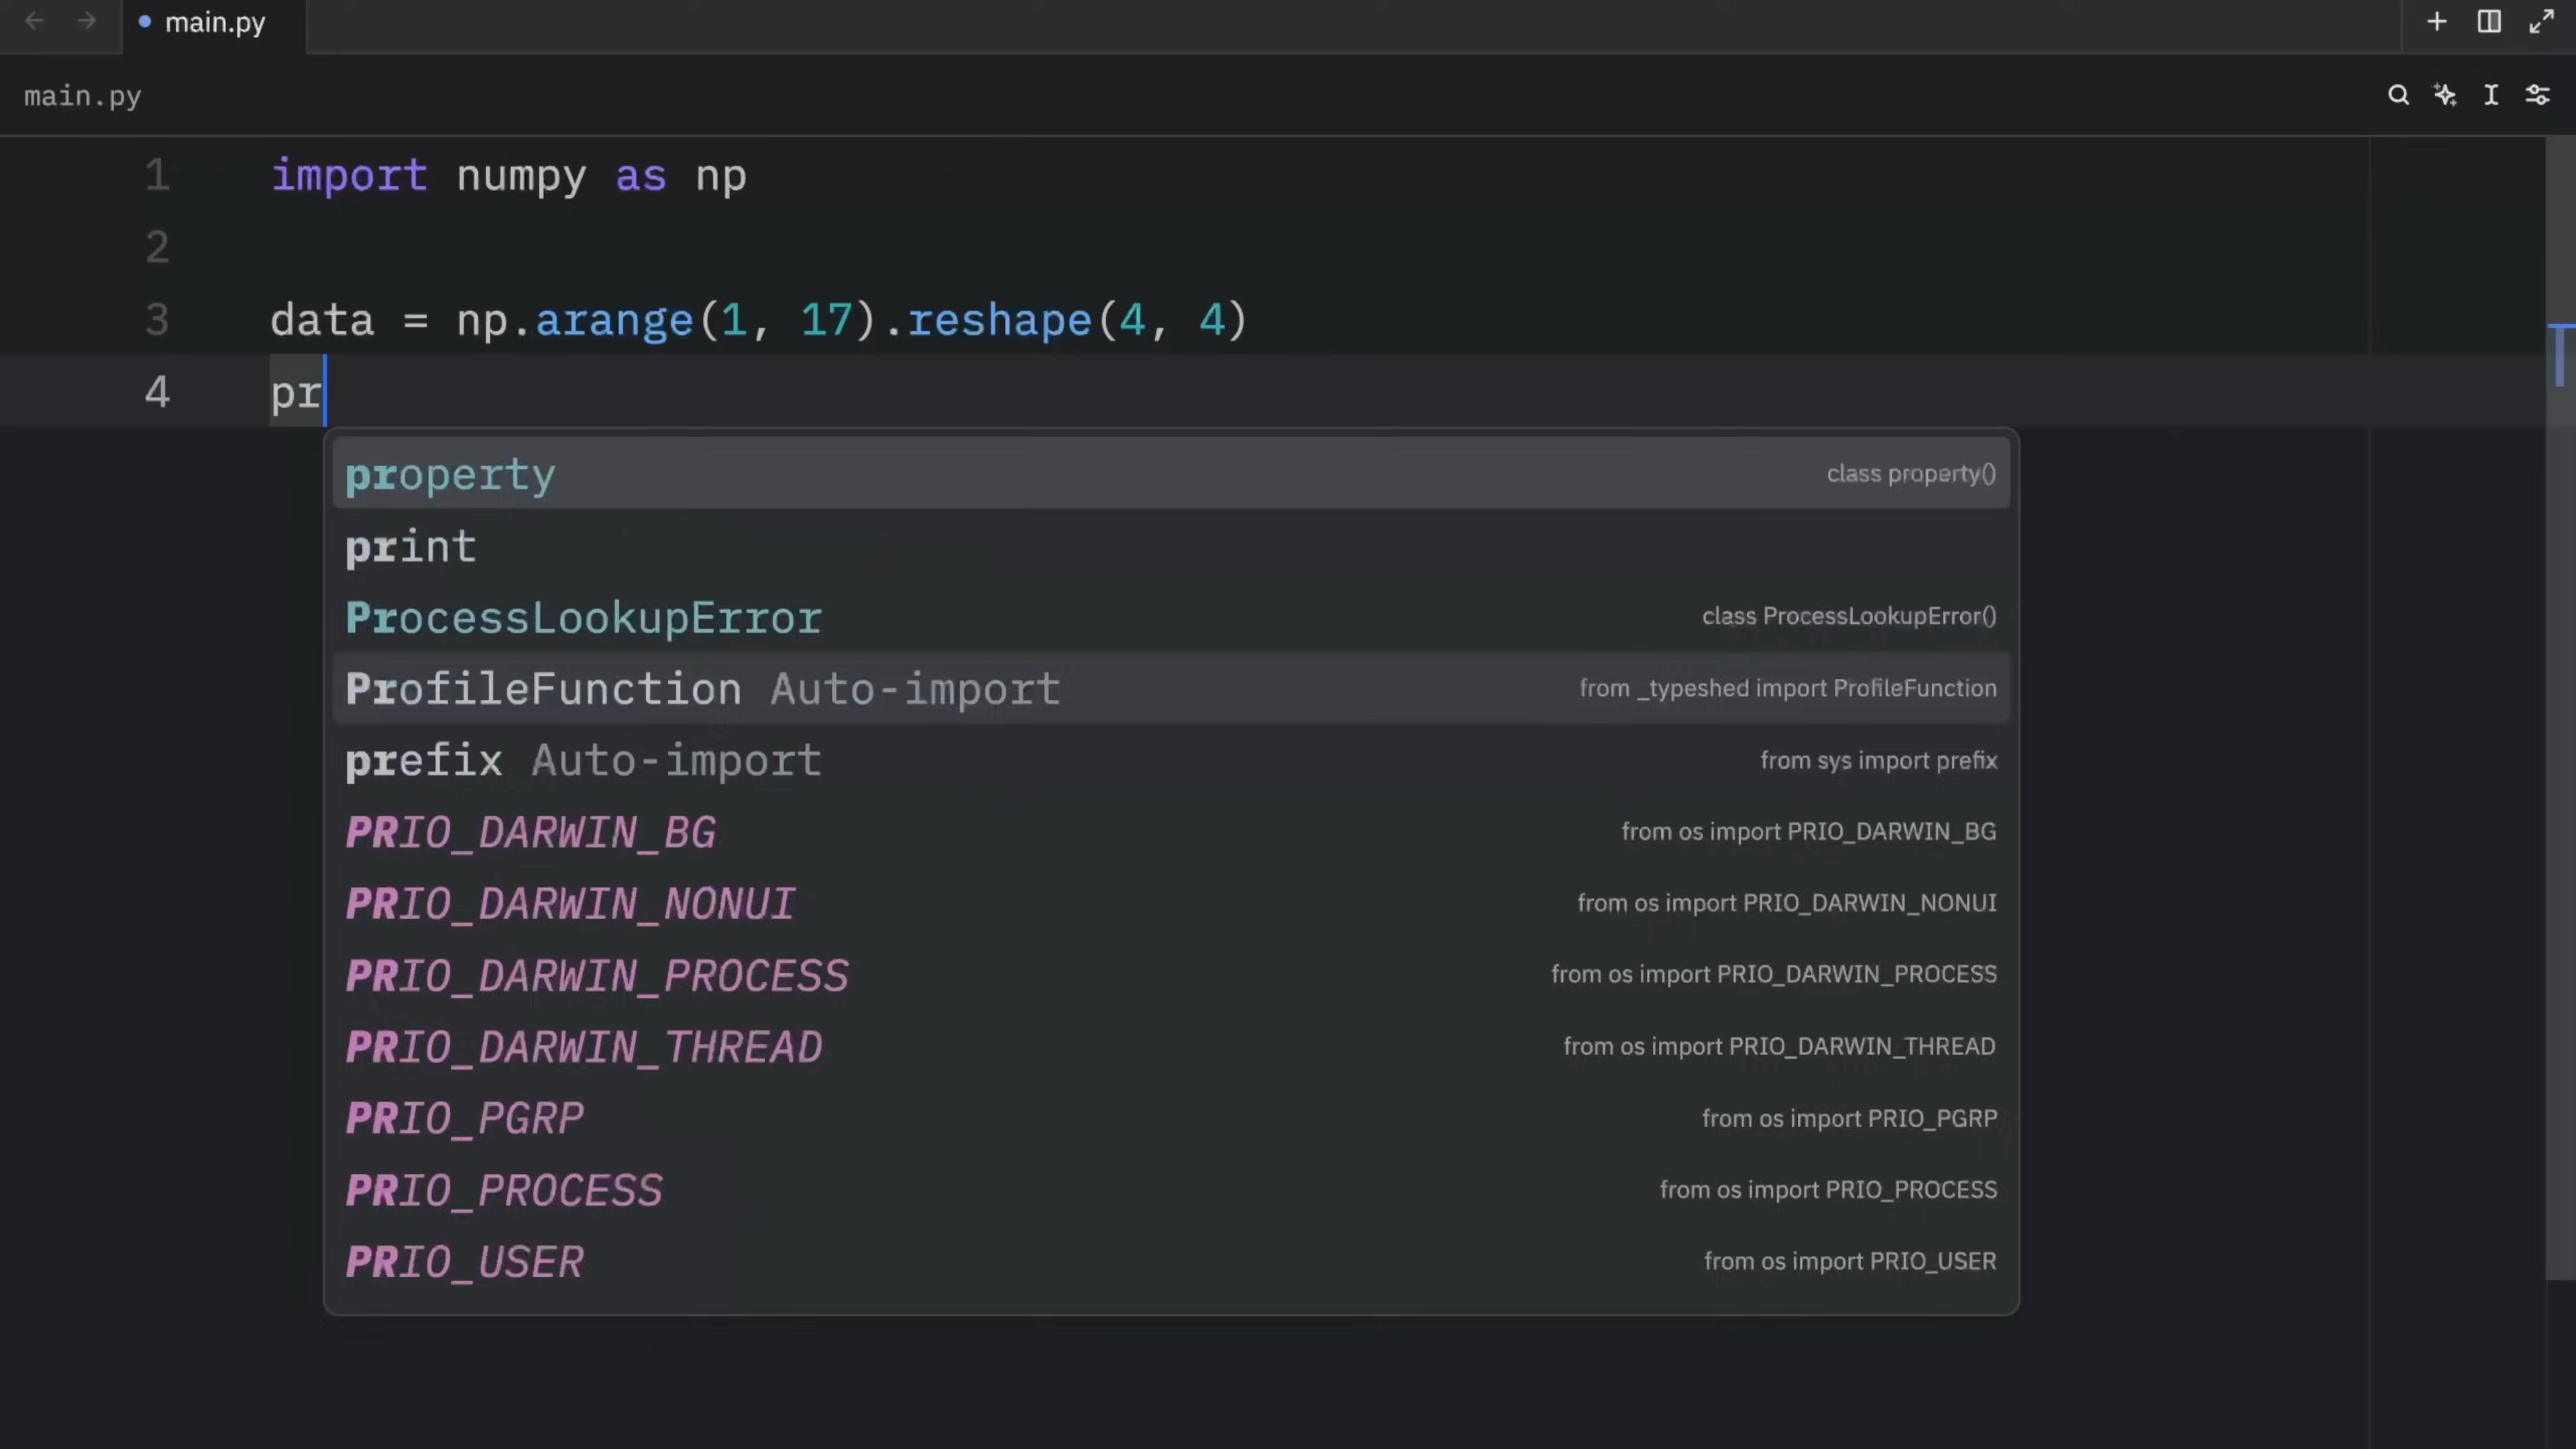 main.py
main.py
1 import numpy as np
2
3 data = np.arange(1, 17).reshape(4, 4)
4 pr
property class property()
print
ProcessLookupError class ProcessLookupError()
ProfileFunction Auto-import from _typeshed import ProfileFunction
prefix Auto-import from sys import prefix
PRIO_DARWIN_BG from os import PRIO_DARWIN_BG
PRIO_DARWIN_NONUI from os import PRIO_DARWIN_NONUI
PRIO_DARWIN_PROCESS from os import PRIO_DARWIN_PROCESS
PRIO_DARWIN_THREAD from os import PRIO_DARWIN_THREAD
PRIO_PGRP from os import PRIO_PGRP
PRIO_PROCESS from os import PRIO_PROCESS
PRIO_USER from os import PRIO_USER